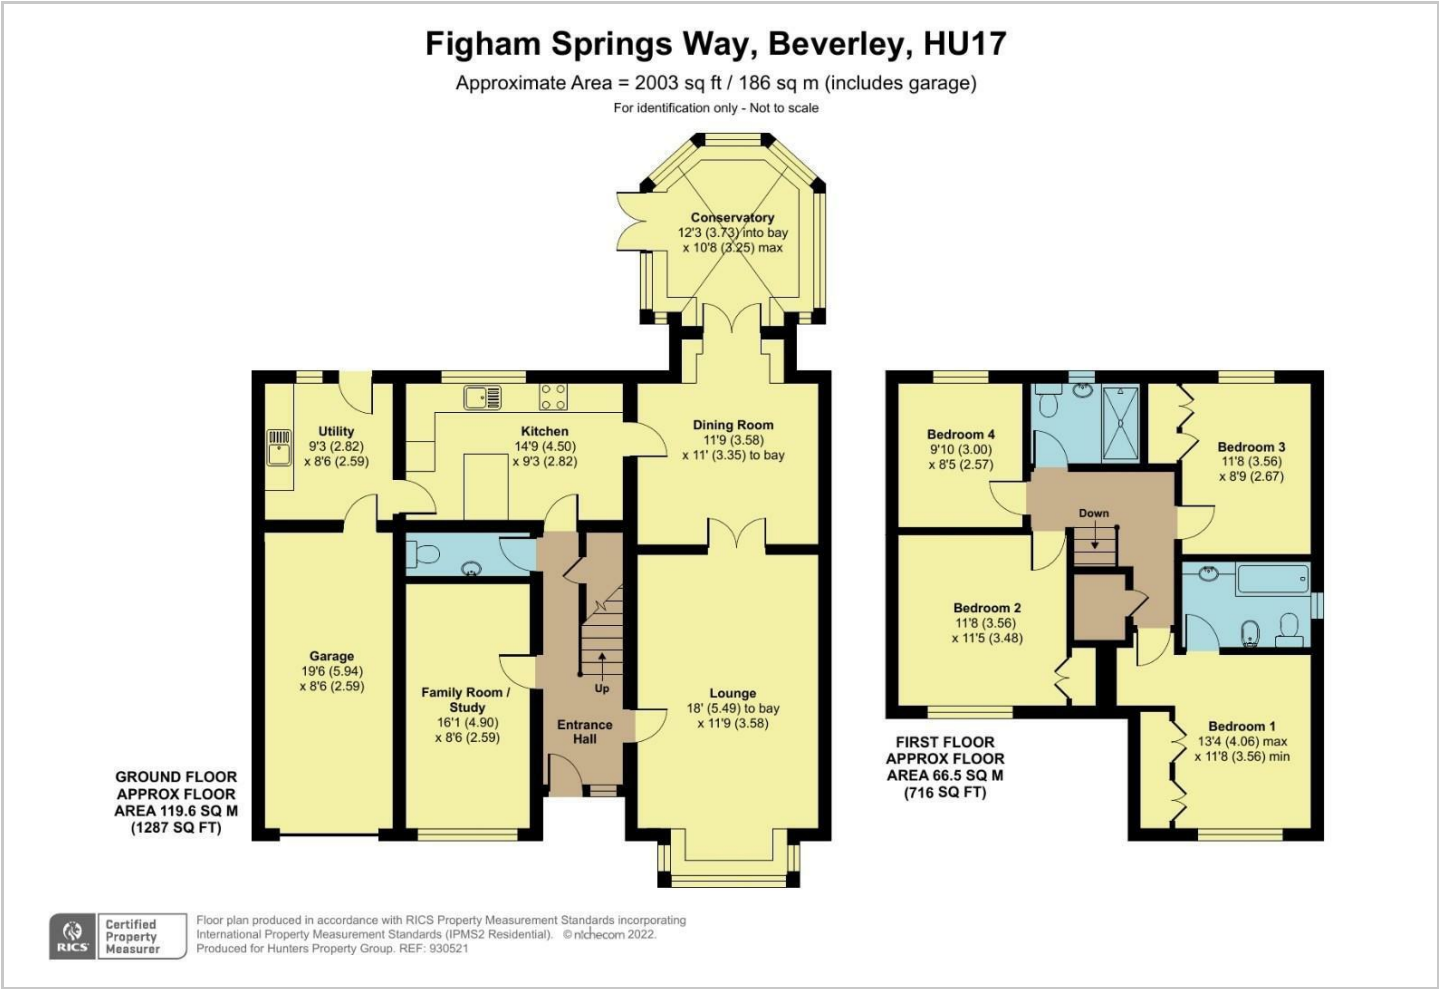 Figham Springs Way, Beverley, HU17
Approximate Area = 2003 sq ft / 186 sq m (includes garage)
For identification only - Not to scale
Conservatory
12'3 (3.73) into bay
x 10'8 (3.25) max
Utility
9'3 (2.82)
x 8'6 (2.59)
Kitchen
14'9 (4.50)
x 9'3 (2.82)
Dining Room
11'9 (3.58)
x 11' (3.35) to bay
Garage
19'6 (5.94)
x 8'6 (2.59)
Family Room /
Study
16'1 (4.90)
x 8'6 (2.59)
Up
Entrance
Hall
Lounge
18' (5.49) to bay
x 11'9 (3.58)
GROUND FLOOR
APPROX FLOOR
AREA 119.6 SQ M
(1287 SQ FT)
Bedroom 4
9'10 (3.00)
x 8'5 (2.57)
Bedroom 3
11'8 (3.56)
x 8'9 (2.67)
Down
Bedroom 2
11'8 (3.56)
x 11'5 (3.48)
Bedroom 1
13'4 (4.06) max
x 11'8 (3.56) min
FIRST FLOOR
APPROX FLOOR
AREA 66.5 SQ M
(716 SQ FT)
RICS
Certified
Property
Measurer
Floor plan produced in accordance with RICS Property Measurement Standards incorporating
International Property Measurement Standards (IPMS2 Residential). © nichecom 2022.
Produced for Hunters Property Group. REF: 930521